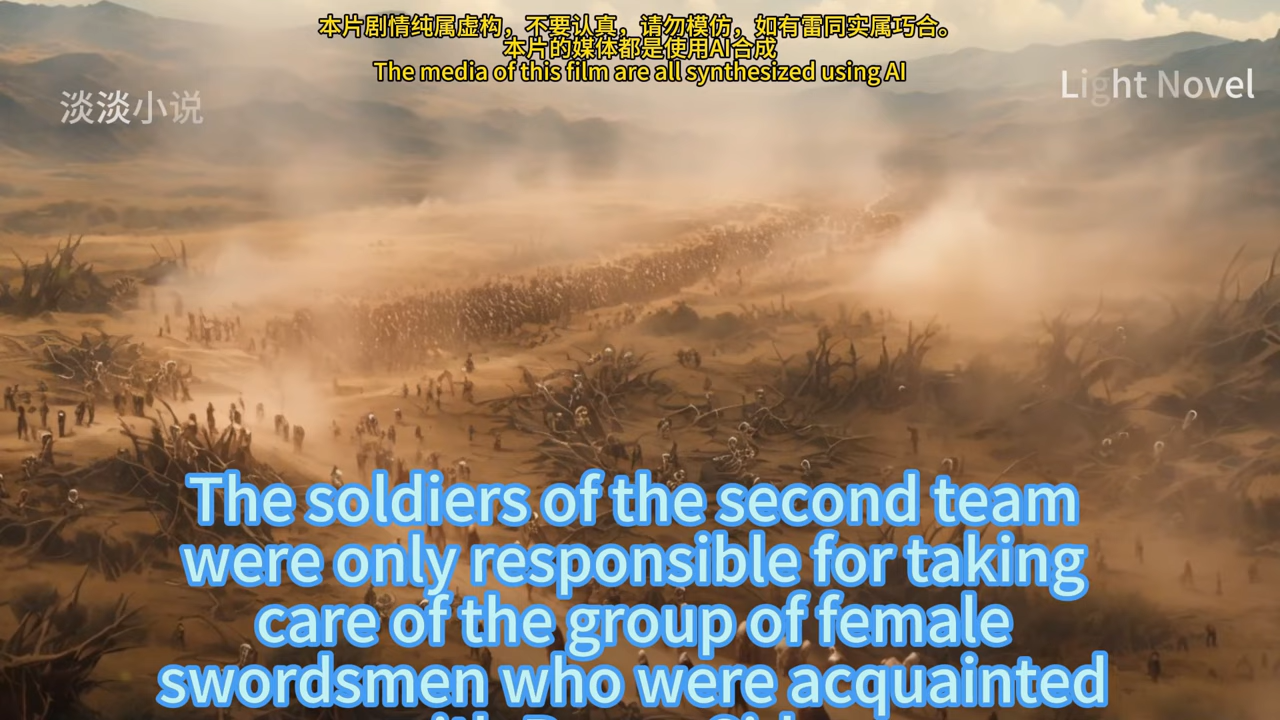 本片剧情纯属虚构，不要认真，请勿模仿，如有雷同实属巧合。
本片的媒体都是使用AI合成
The media of this film are all synthesized using AI
淡淡小说
Light Novel
The soldiers of the second team
were only responsible for taking
care of the group of female
swordsmen who were acquainted